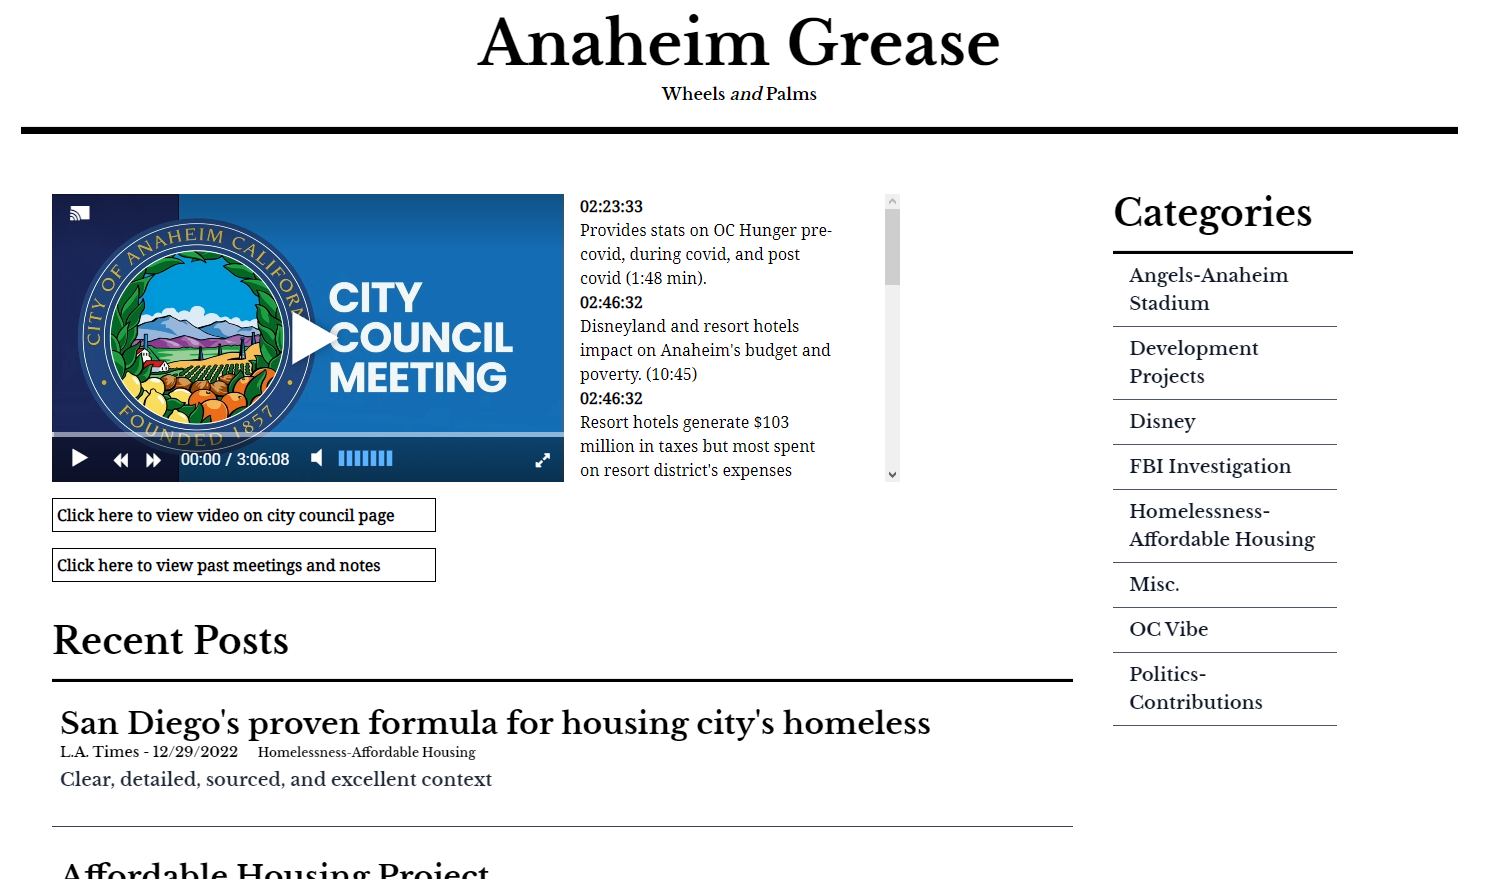 Anaheim Grease
Wheels and Palms
CITY OF ANAHEIM CALIFORN
FOUNDED 1857
CITY
COUNCIL
MEETING
00:00 / 3:06:08
02:23:33
Provides stats on OC Hunger pre-
covid, during covid, and post
covid (1:48 min).
02:46:32
Disneyland and resort hotels
impact on Anaheim's budget and
poverty. (10:45)
02:46:32
Resort hotels generate $103
million in taxes but most spent
on resort district's expenses
Click here to view video on city council page
Click here to view past meetings and notes
Recent Posts
San Diego's proven formula for housing city's homeless
L.A. Times - 12/29/2022 Homelessness-Affordable Housing
Clear, detailed, sourced, and excellent context
Affordable Housing Project
Categories
Angels-Anaheim
Stadium
Development
Projects
Disney
FBI Investigation
Homelessness-
Affordable Housing
Misc.
OC Vibe
Politics-
Contributions